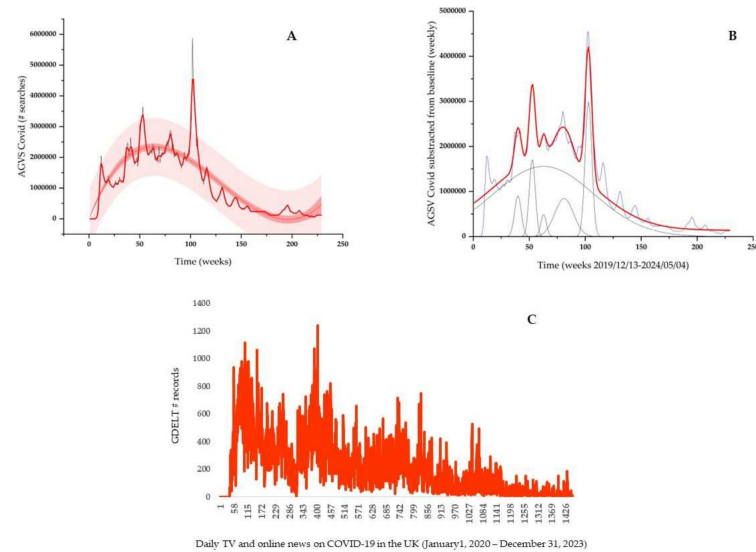 A
AGVS Covid (# searches)
6000000
5000000
4000000
3000000
2000000
1000000
0
0 50 100 150 200 250
Time (weeks)
B
AGSV Covid substracted from baseline (weekly)
5000000
4000000
3000000
2000000
1000000
0
0 50 100 150 200 250
Time (weeks 2019/12/13-2024/05/04)
C
GDELT # records
1400
1200
1000
800
600
400
200
0
1 58 115 172 229 286 343 400 457 514 571 628 685 742 799 856 913 970 1027 1084 1141 1198 1255 1312 1369 1426
Daily TV and online news on COVID-19 in the UK (January1, 2020 – December 31, 2023)